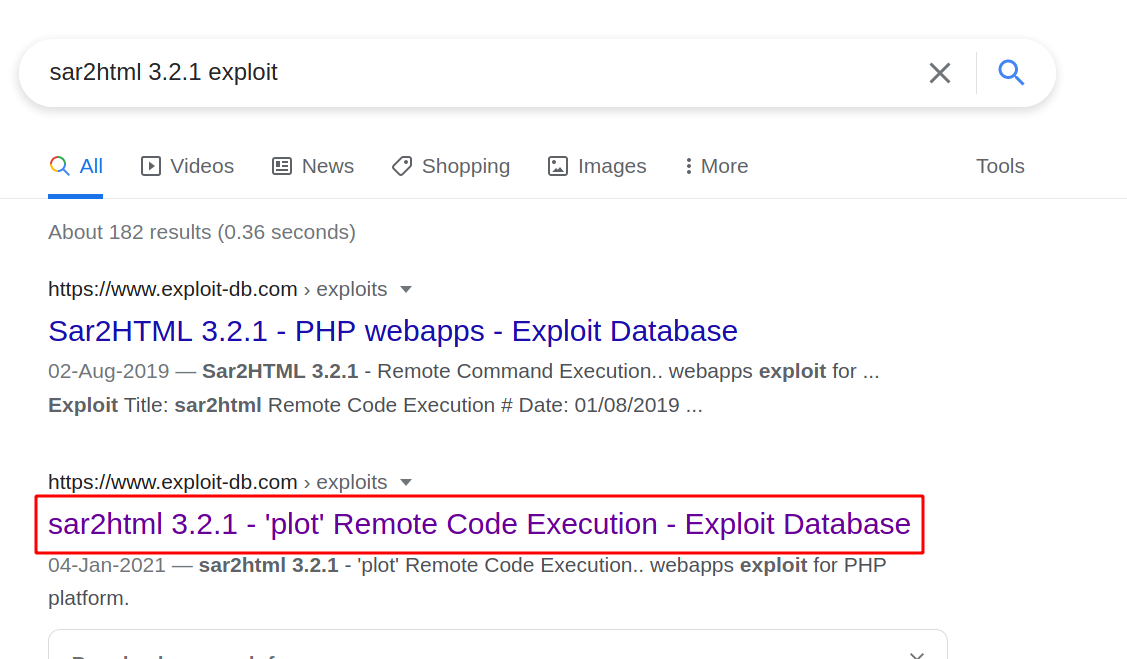 sar2html 3.2.1 exploit
All Videos News Shopping Images More Tools
About 182 results (0.36 seconds)
https://www.exploit-db.com › exploits
Sar2HTML 3.2.1 - PHP webapps - Exploit Database
02-Aug-2019 — Sar2HTML 3.2.1 - Remote Command Execution.. webapps exploit for ...
Exploit Title: sar2html Remote Code Execution # Date: 01/08/2019 ...
https://www.exploit-db.com › exploits
sar2html 3.2.1 - 'plot' Remote Code Execution - Exploit Database
04-Jan-2021 — sar2html 3.2.1 - 'plot' Remote Code Execution.. webapps exploit for PHP
platform.